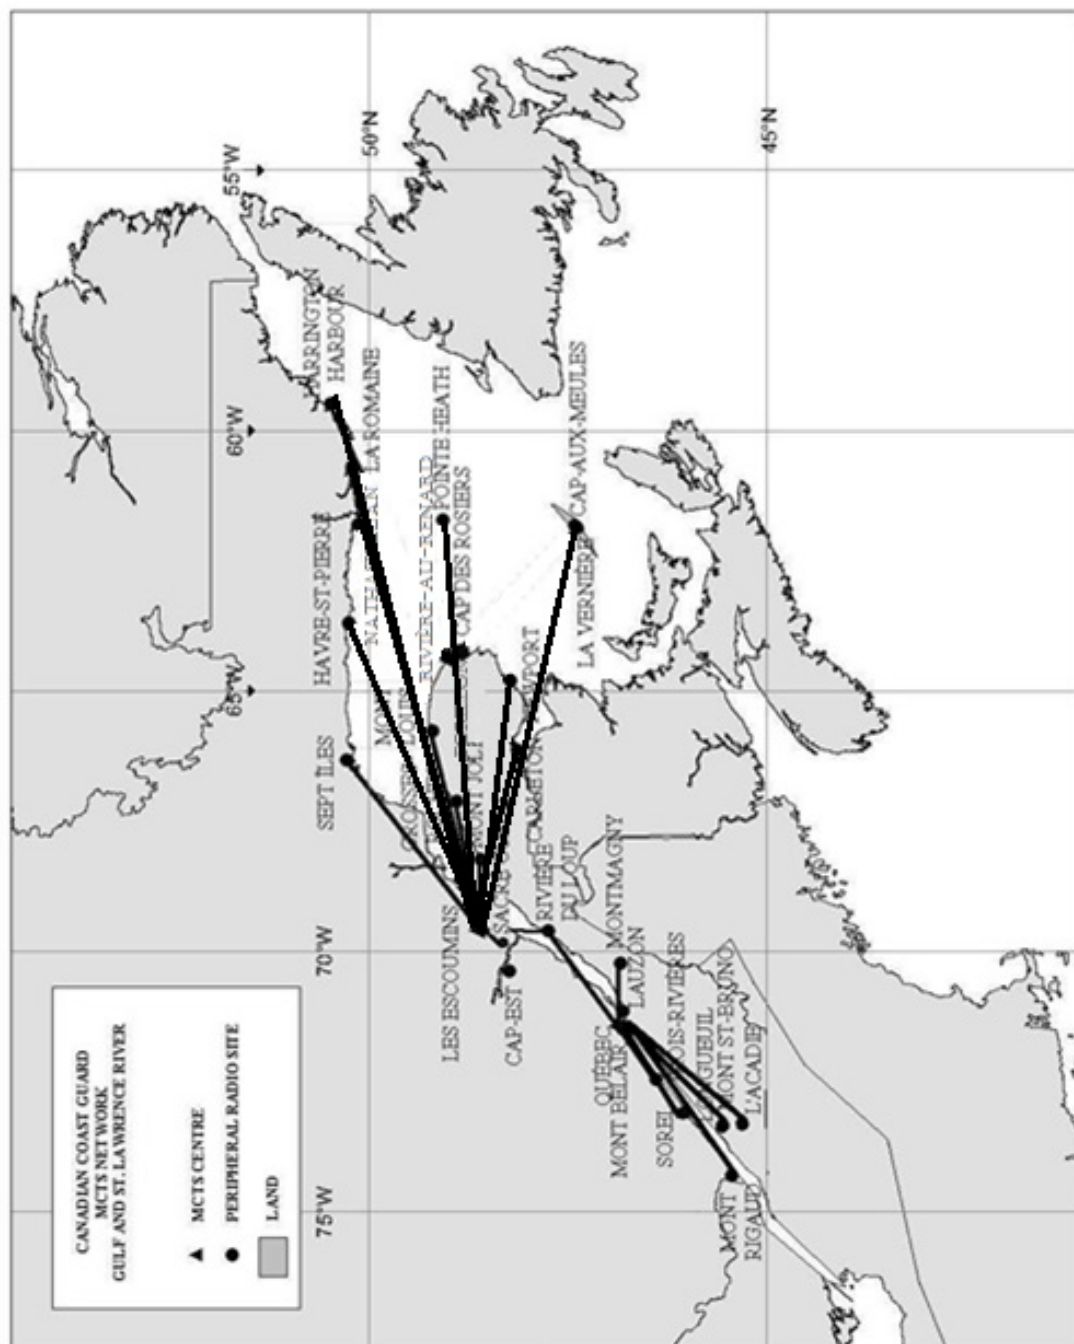 CANADIAN COAST GUARD
MCTS NETWORK
GULF AND ST. LAWRENCE RIVER
MCTS CENTRE
PERIPHERAL RADIO SITE
LAND
75°W
70°W
65°W
60°W
55°W
50°N
45°N
SEPT ÎLES
HAVRE-ST-PIERRE
HARRINGTON
HARBOUR
LA ROMAINE
MONT
LOUIS
RIVIÈRE-AU-RENARD
POINTE HEATH
CAP DES ROSIERS
CAP-AUX-MEULES
LA VERNIÈRE
MONT JOLI
CARLETON
LES ESCOUMINS
CAP-EST
RIVIÈRE
DU LOUP
MONTMAGNY
LAUZON
QUÉBEC
MONT BÉLAIR
SOREL
MONT ST-BRUNO
L'ACADIE
MONT
RIGAUD